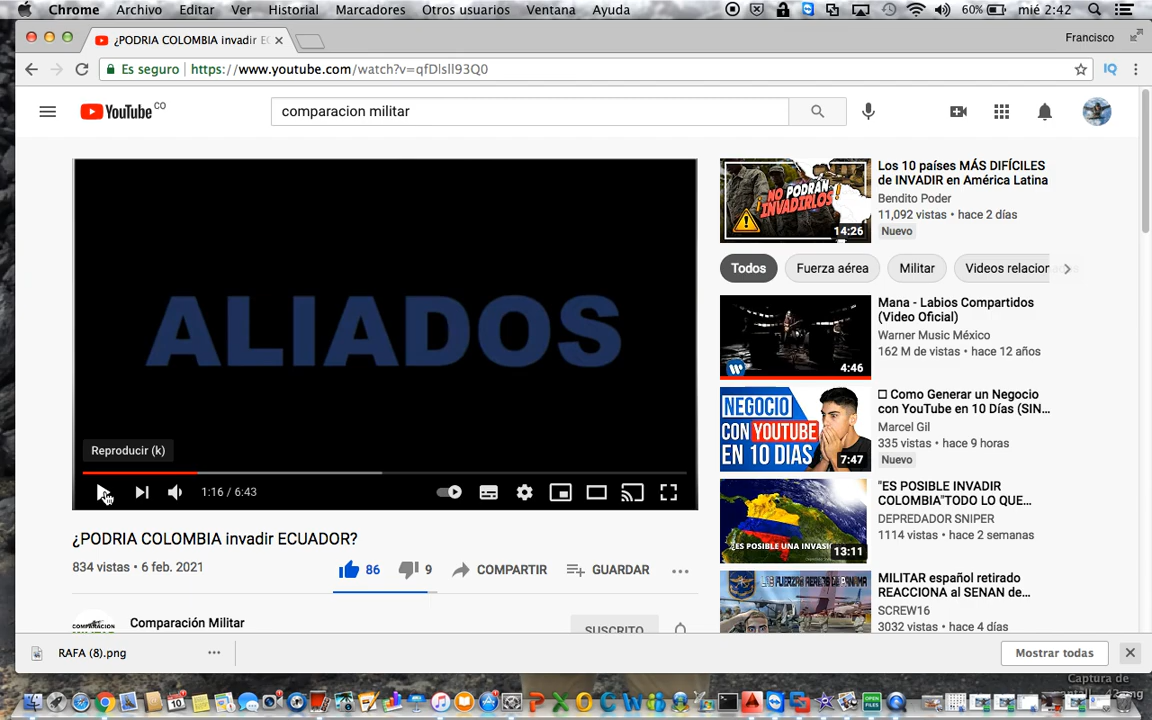 Chrome Archivo Editar Ver Historial Marcadores Otros usuarios Ventana Ayuda 60% mié 2:42
¿PODRIA COLOMBIA invadir EC Francisco
Es seguro https://www.youtube.com/watch?v=qfDlsll93Q0 IQ
YouTube CO comparacion militar
ALIADOS
Reproducir (k)
1:16 / 6:43
¿PODRIA COLOMBIA invadir ECUADOR?
834 vistas • 6 feb. 2021
86 9 COMPARTIR GUARDAR
COMPARACION
Comparación Militar
SUSCRITO
¡NO PODRÁN
INVADIRLOS!
14:26
Los 10 países MÁS DIFÍCILES
de INVADIR en América Latina
Bendito Poder
11,092 vistas • hace 2 días
Nuevo
Todos Fuerza aérea Militar Videos relacion
4:46
Mana - Labios Compartidos
(Video Oficial)
Warner Music México
162 M de vistas • hace 12 años
NEGOCIO
CON YOUTUBE
EN 10 DÍAS
7:47
Como Generar un Negocio
con YouTube en 10 Días (SIN...
Marcel Gil
335 vistas • hace 9 horas
Nuevo
¿ES POSIBLE UNA INVASI
13:11
"ES POSIBLE INVADIR
COLOMBIA"TODO LO QUE...
DEPREDADOR SNIPER
1114 vistas • hace 2 semanas
MILITAR español retirado
REACCIONA al SENAN de...
SCREW16
3032 vistas • hace 4 días
RAFA (8).png Mostrar todas
Captura de